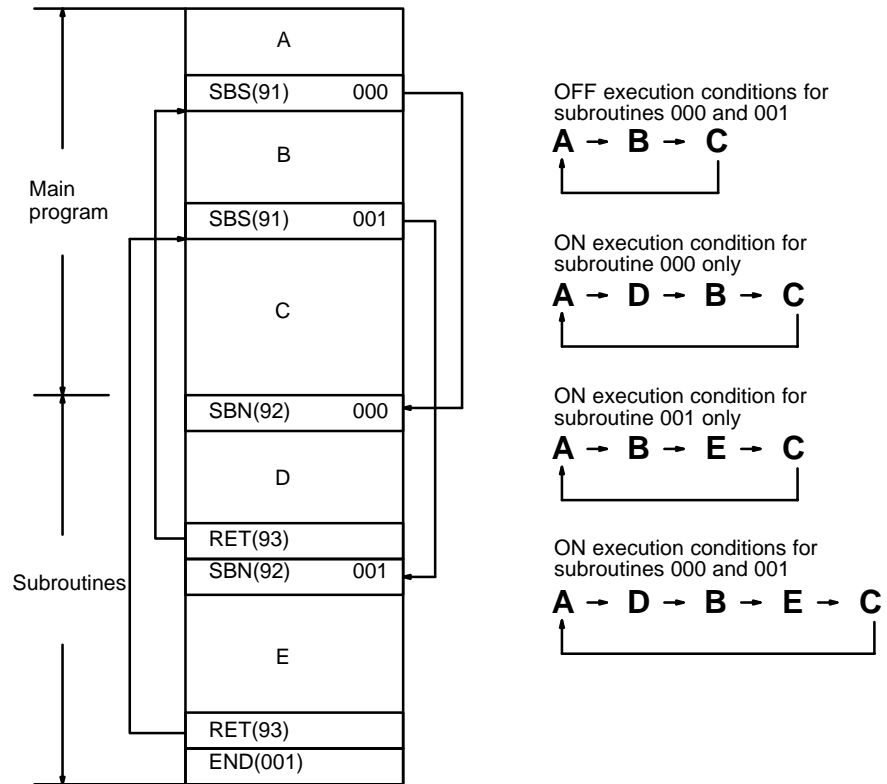 A
SBS(91) 000
B
Main
program
SBS(91) 001
C
SBN(92) 000
D
RET(93)
SBN(92) 001
Subroutines
E
RET(93)
END(001)
OFF execution conditions for
subroutines 000 and 001
A → B → C
ON execution condition for
subroutine 000 only
A → D → B → C
ON execution condition for
subroutine 001 only
A → B → E → C
ON execution conditions for
subroutines 000 and 001
A → D → B → E → C